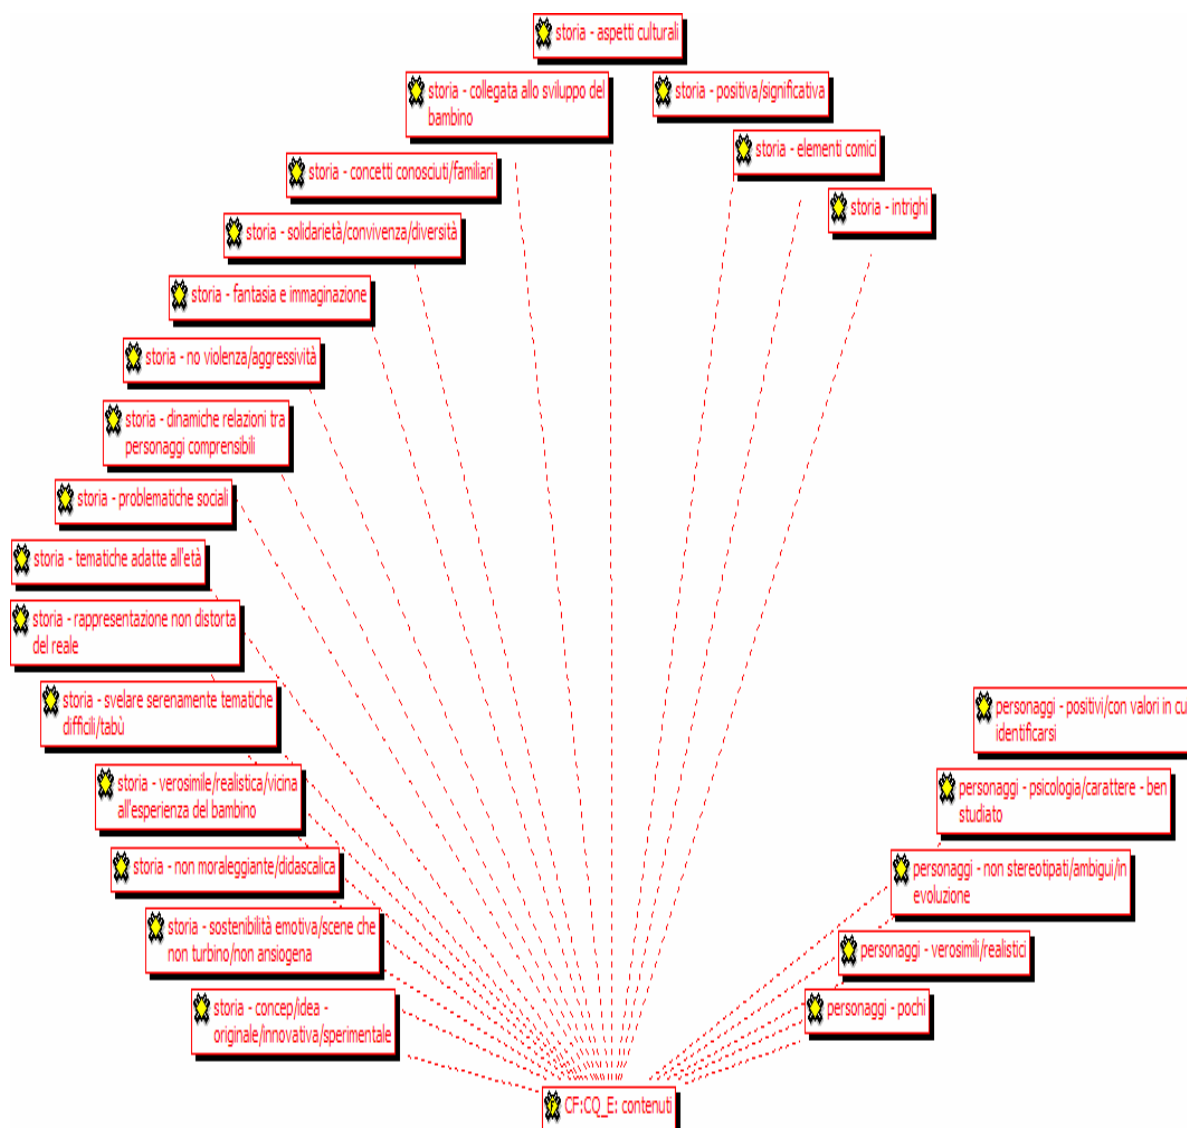 storia - aspetti culturali
storia - collegata allo sviluppo del
bambino
storia - positiva/significativa
storia - elementi comici
storia - concetti conosciuti/familiari
storia - intrighi
storia - solidarietà/convivenza/diversità
storia - fantasia e immaginazione
storia - no violenza/aggressività
storia - dinamiche relazioni tra
personaggi comprensibili
storia - problematiche sociali
storia - tematiche adatte all'età
storia - rappresentazione non distorta
del reale
storia - svelare serenamente tematiche
difficili/tabù
storia - verosimile/realistica/vicina
all'esperienza del bambino
storia - non moraleggiante/didascalica
storia - sostenibilità emotiva/scene che
non turbino/non ansiogena
storia - concep/idea -
originale/innovativa/sperimentale
personaggi - positivi/con valori in cu
identificarsi
personaggi - psicologia/carattere - ben
studiato
personaggi - non stereotipati/ambigui/in
evoluzione
personaggi - verosimili/realistici
personaggi - pochi
CF:CQ_E: contenuti